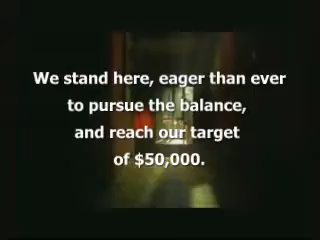 We stand here, eager than ever
to pursue the balance,
and reach our target
of $50,000.